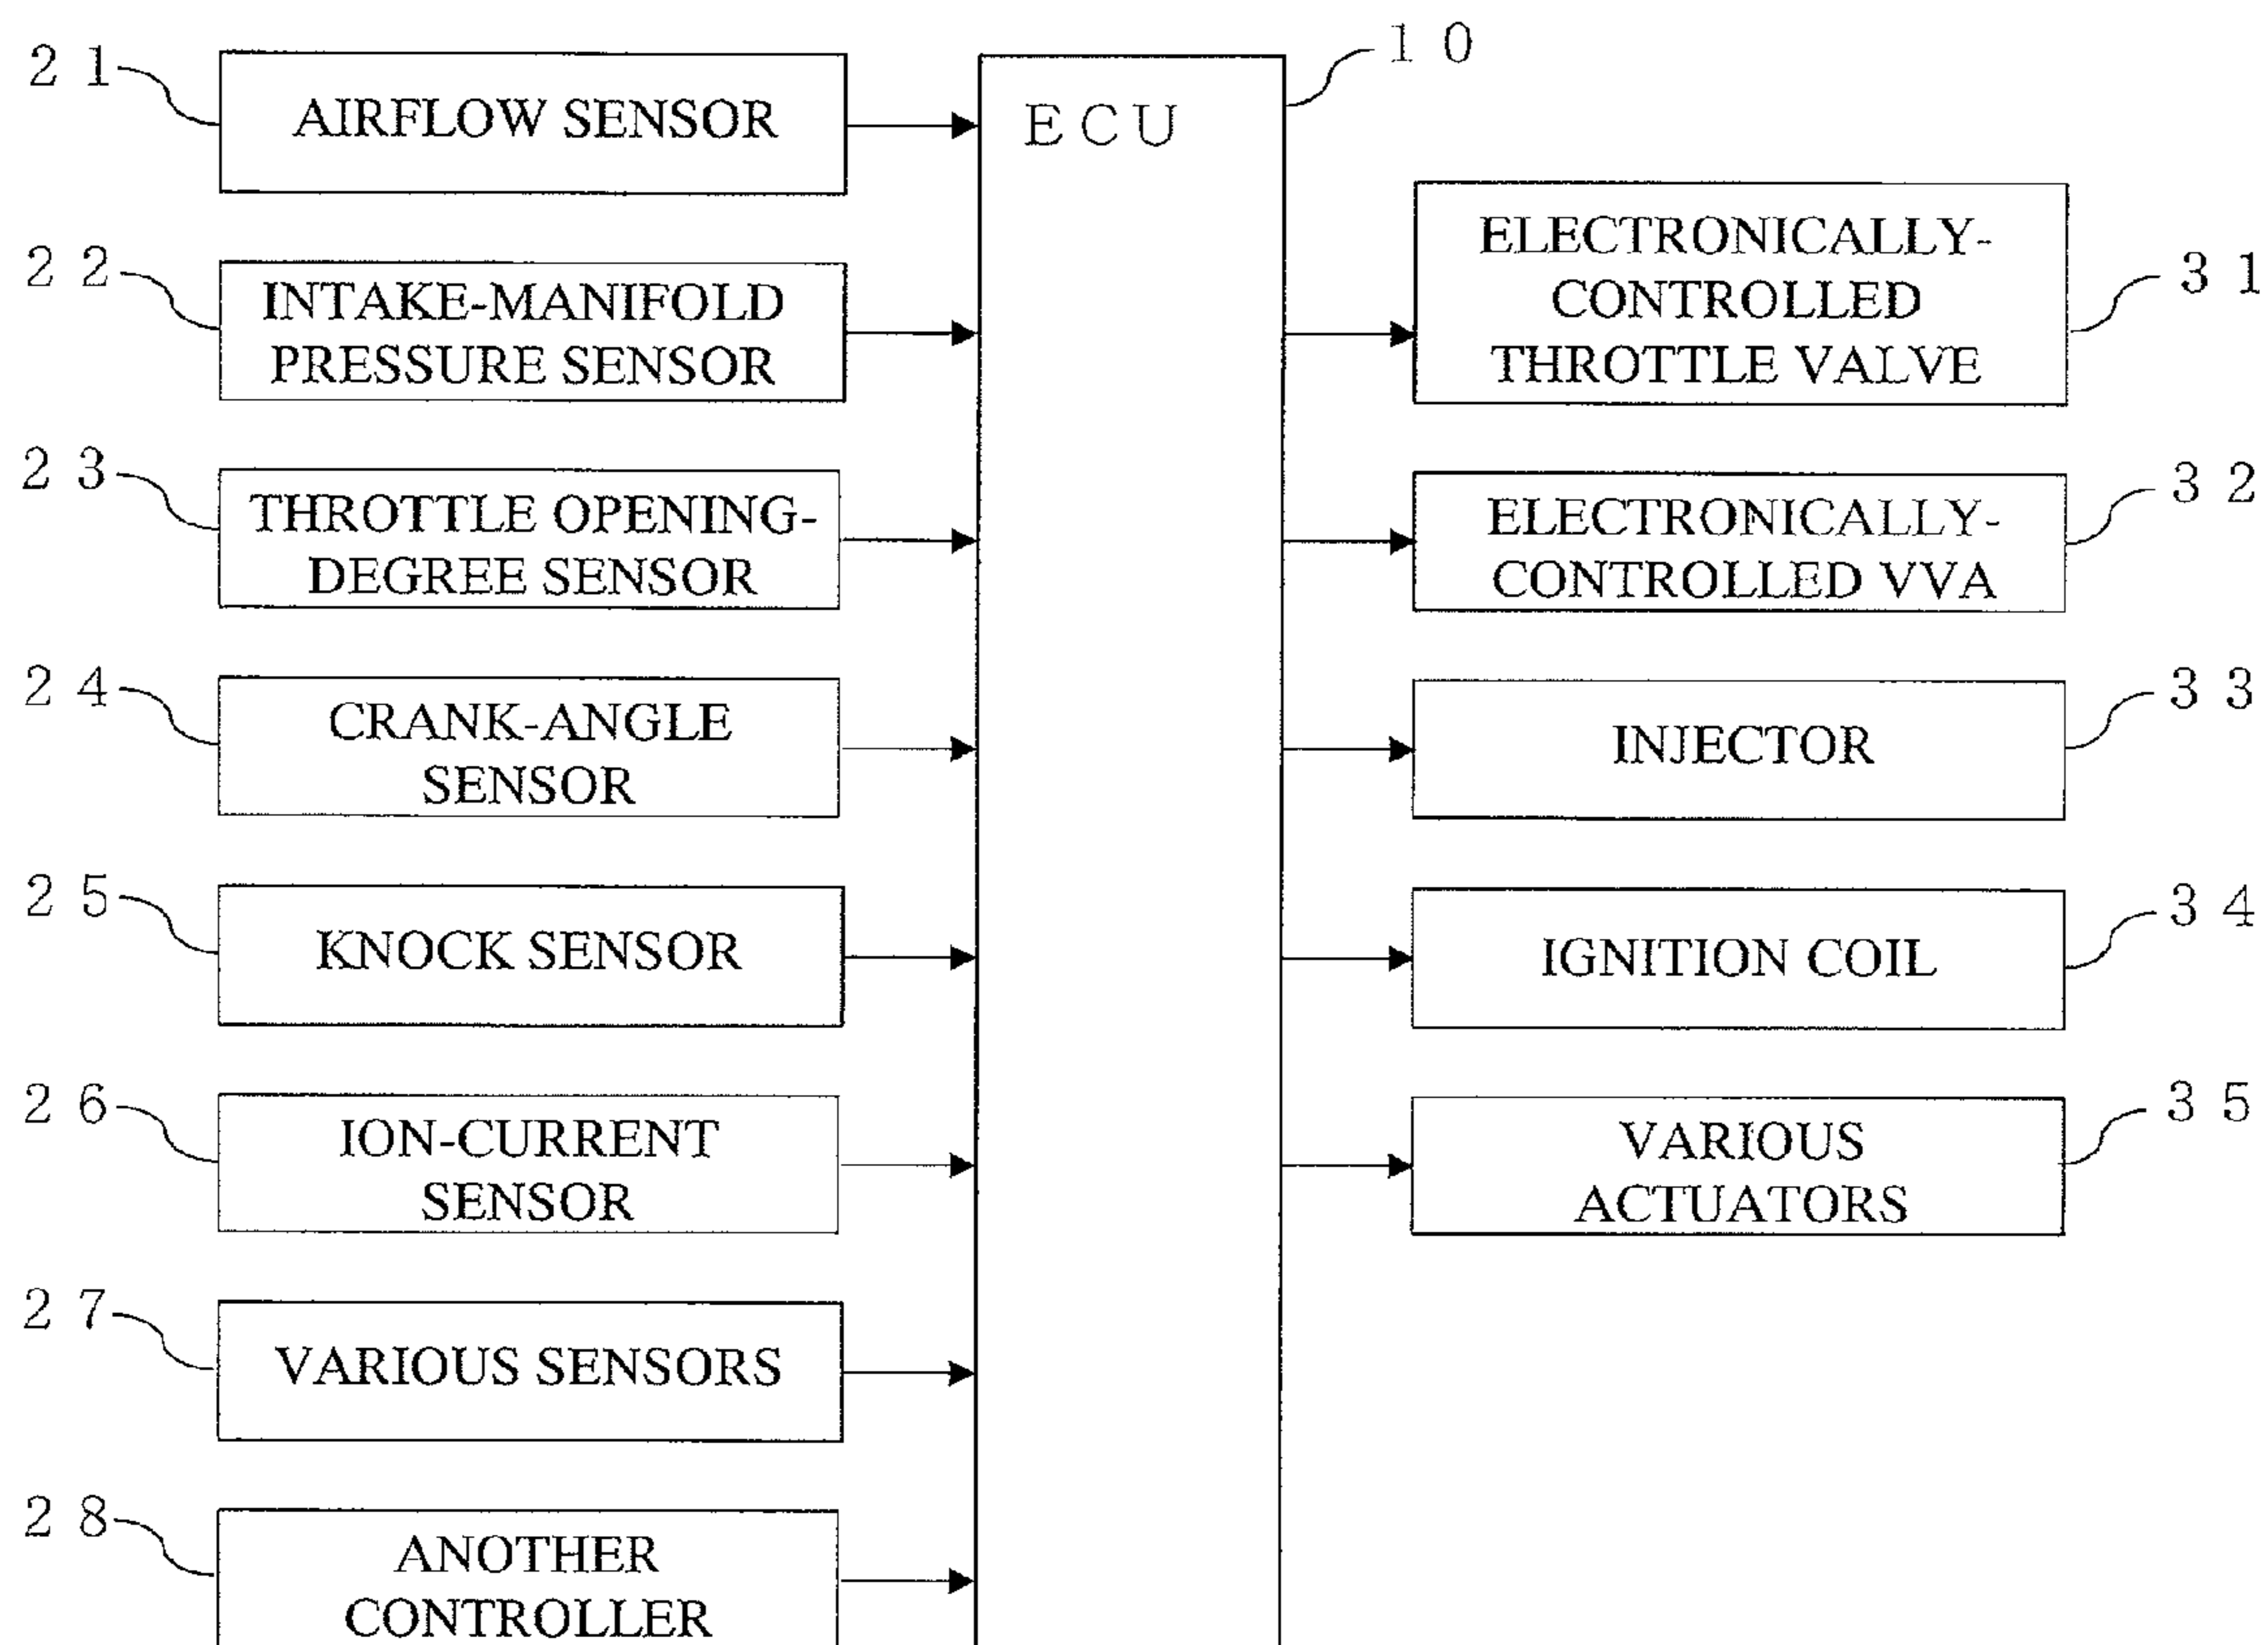 21
AIRFLOW SENSOR
22
INTAKE-MANIFOLD
PRESSURE SENSOR
23
THROTTLE OPENING-
DEGREE SENSOR
24
CRANK-ANGLE
SENSOR
25
KNOCK SENSOR
26
ION-CURRENT
SENSOR
27
VARIOUS SENSORS
28
ANOTHER
CONTROLLER
10
ECU
ELECTRONICALLY-
CONTROLLED
THROTTLE VALVE
31
ELECTRONICALLY-
CONTROLLED VVA
32
INJECTOR
33
IGNITION COIL
34
VARIOUS
ACTUATORS
35